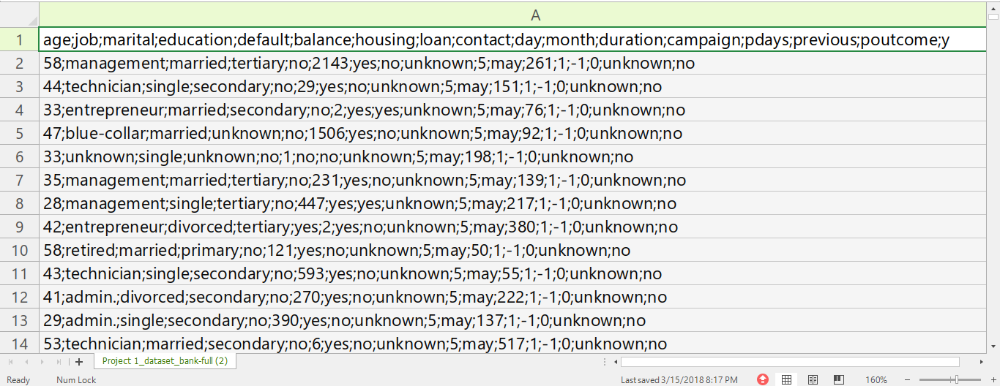 A
1 age;job;marital;education;default;balance;housing;loan;contact;day;month;duration;campaign;pdays;previous;poutcome;y
2 58;management;married;tertiary;no;2143;yes;no;unknown;5;may;261;1;-1;0;unknown;no
3 44;technician;single;secondary;no;29;yes;no;unknown;5;may;151;1;-1;0;unknown;no
4 33;entrepreneur;married;secondary;no;2;yes;yes;unknown;5;may;76;1;-1;0;unknown;no
5 47;blue-collar;married;unknown;no;1506;yes;no;unknown;5;may;92;1;-1;0;unknown;no
6 33;unknown;single;unknown;no;1;no;no;unknown;5;may;198;1;-1;0;unknown;no
7 35;management;married;tertiary;no;231;yes;no;unknown;5;may;139;1;-1;0;unknown;no
8 28;management;single;tertiary;no;447;yes;yes;unknown;5;may;217;1;-1;0;unknown;no
9 42;entrepreneur;divorced;tertiary;yes;2;yes;no;unknown;5;may;380;1;-1;0;unknown;no
10 58;retired;married;primary;no;121;yes;no;unknown;5;may;50;1;-1;0;unknown;no
11 43;technician;single;secondary;no;593;yes;no;unknown;5;may;55;1;-1;0;unknown;no
12 41;admin.;divorced;secondary;no;270;yes;no;unknown;5;may;222;1;-1;0;unknown;no
13 29;admin.;single;secondary;no;390;yes;no;unknown;5;may;137;1;-1;0;unknown;no
14 53;technician;married;secondary;no;6;yes;no;unknown;5;may;517;1;-1;0;unknown;no
Project 1_dataset_bank-full (2)
Ready Num Lock Last saved 3/15/2018 8:17 PM 160%